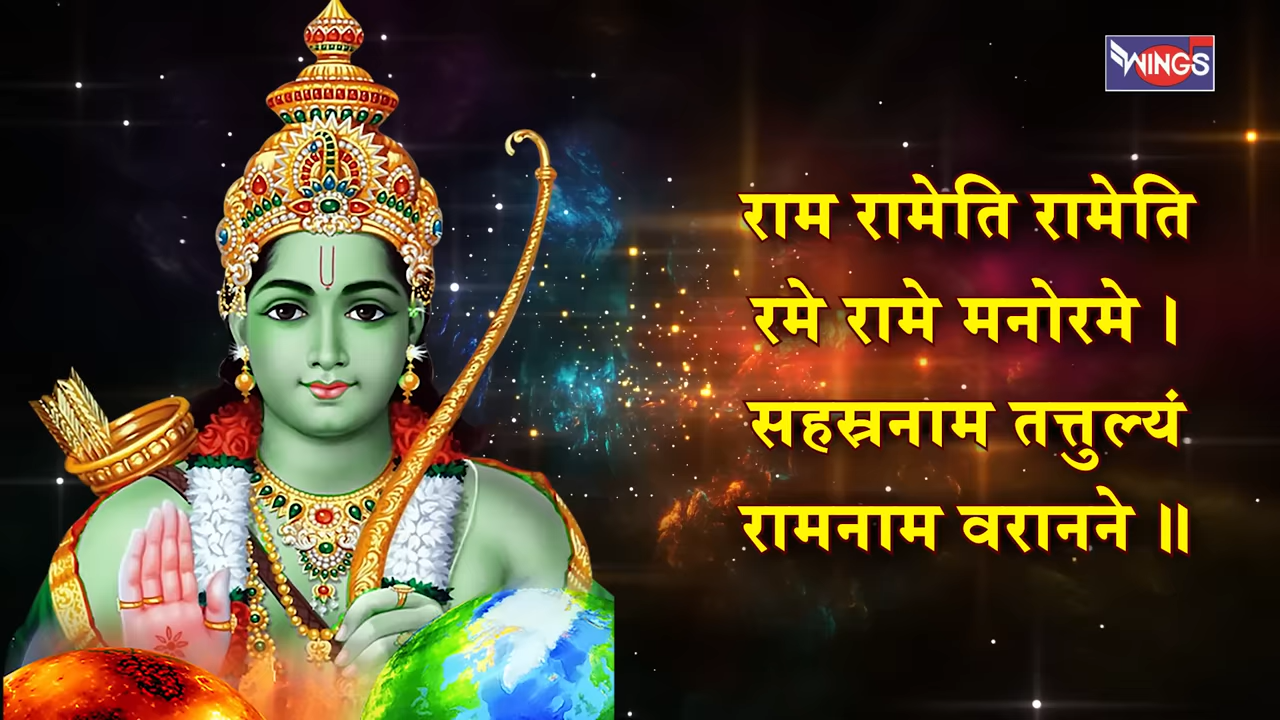 WINGS
राम रामेति रामेति
रमे रामे मनोरमे ।
सहस्रनाम तत्तुल्यं
रामनाम वरानने ॥